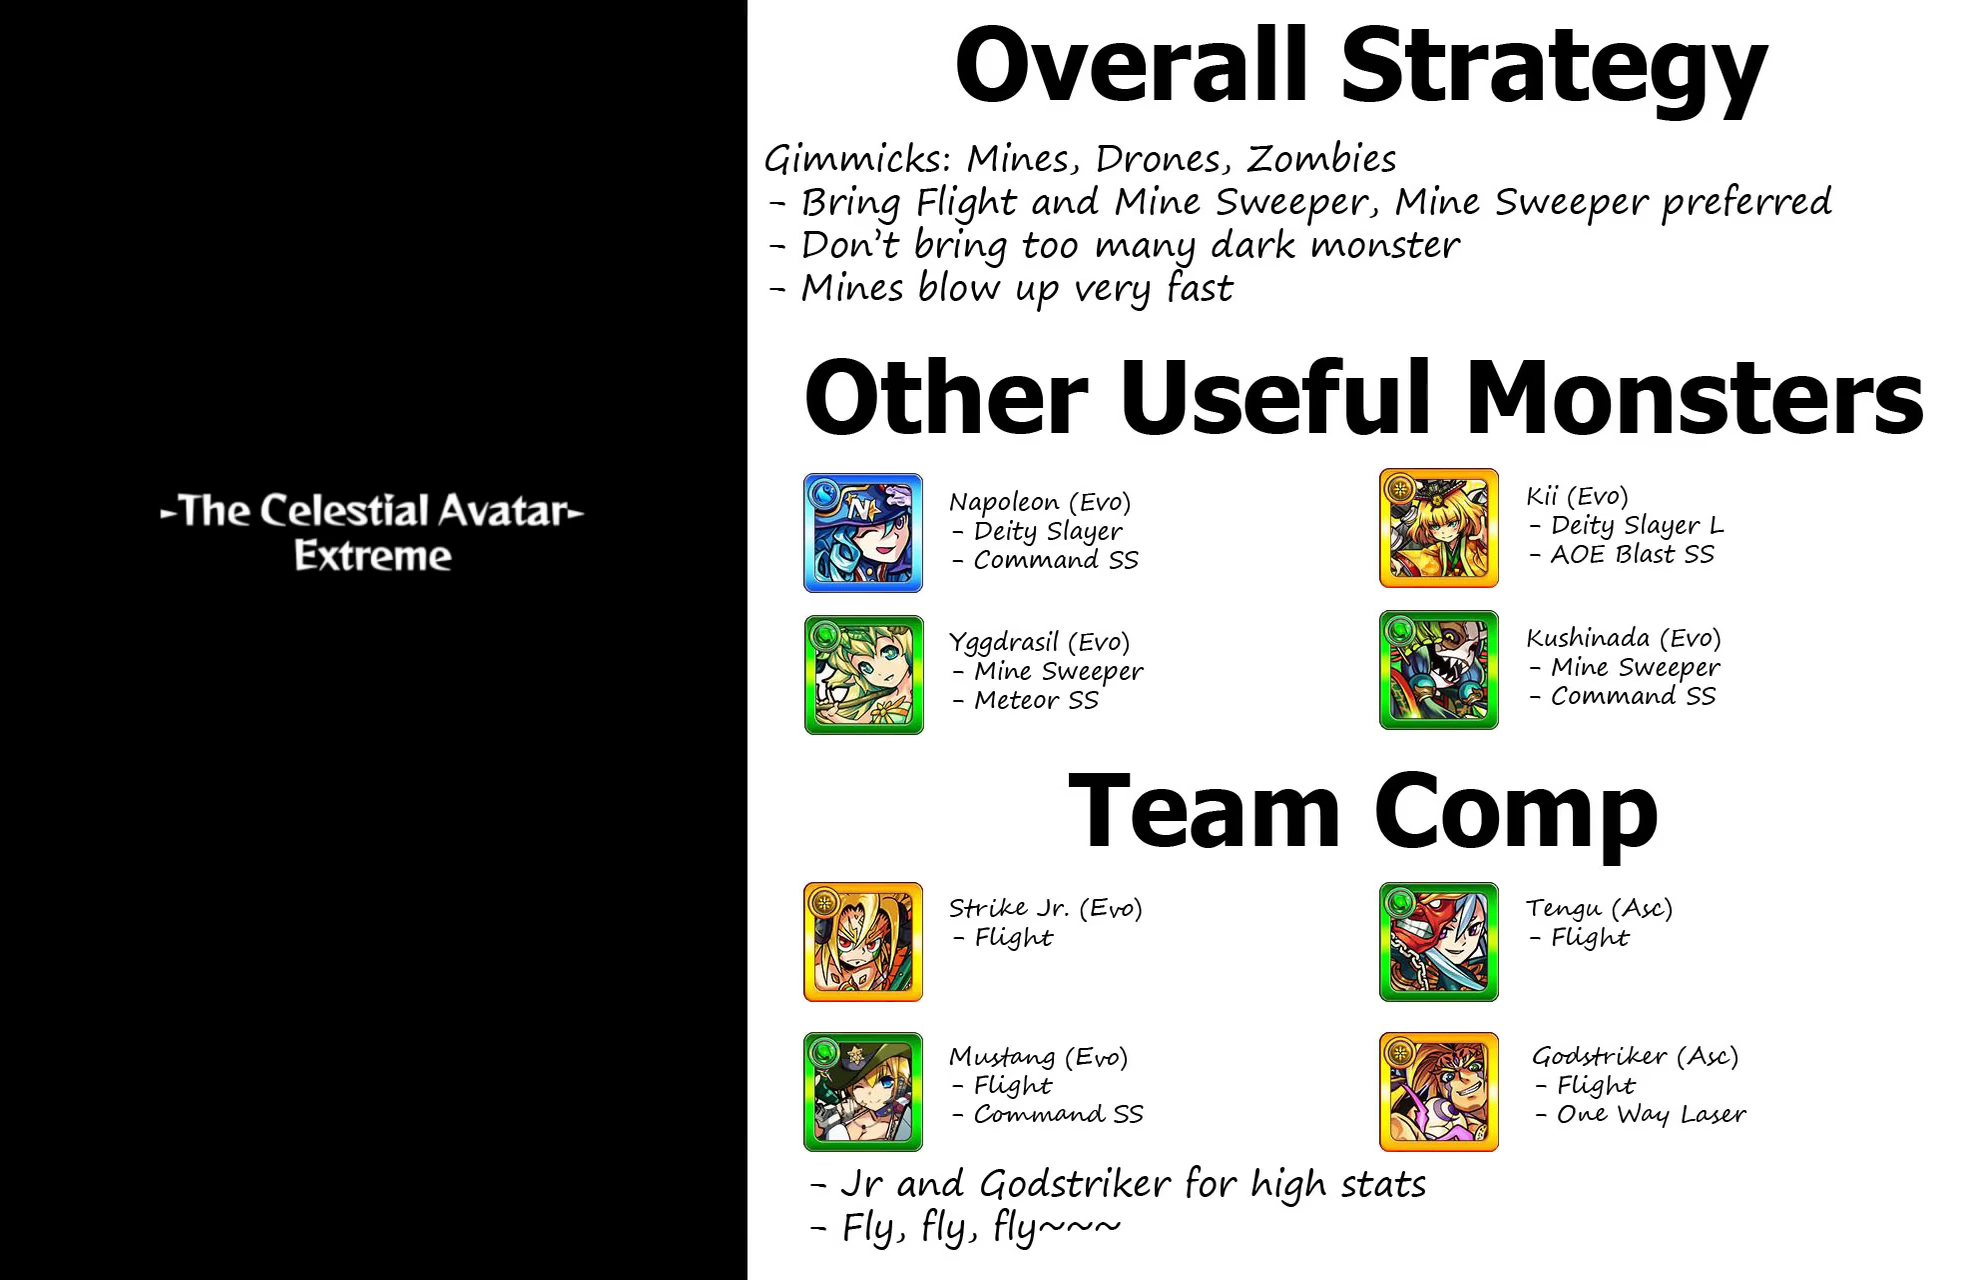 -The Celestial Avatar-
Extreme
Overall Strategy
Gimmicks: Mines, Drones, Zombies
- Bring Flight and Mine Sweeper, Mine Sweeper preferred
- Don't bring too many dark monster
- Mines blow up very fast
Other Useful Monsters
N
Napoleon (Evo)
- Deity Slayer
- Command SS
Kii (Evo)
- Deity Slayer L
- AOE Blast SS
Yggdrasil (Evo)
- Mine Sweeper
- Meteor SS
Kushinada (Evo)
- Mine Sweeper
- Command SS
Team Comp
Strike Jr. (Evo)
- Flight
Tengu (Asc)
- Flight
Mustang (Evo)
- Flight
- Command SS
Godstriker (Asc)
- Flight
- One Way Laser
- Jr and Godstriker for high stats
- Fly, fly, fly~~~